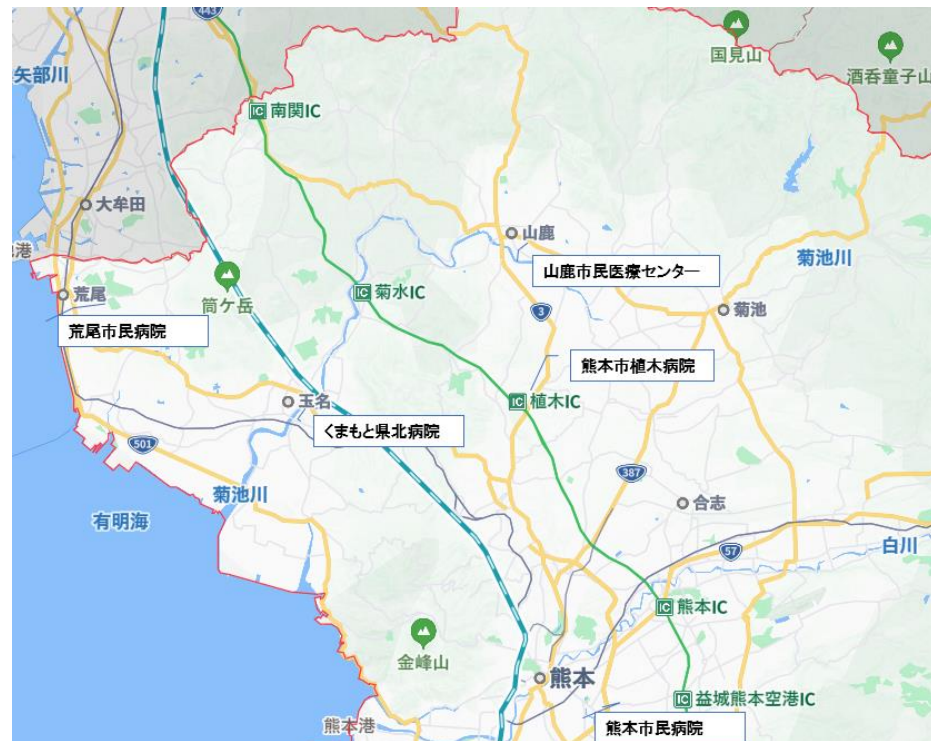 443
国見山
矢部川
酒呑童子山
IC 南関IC
大牟田
山鹿
菊池川
山鹿市民医療センター
荒尾
筒ケ岳
IC 菊水IC
3
菊池
荒尾市民病院
熊本市植木病院
玉名
IC 植木IC
くまもと県北病院
501
387
菊池川
合志
有明海
57
白川
IC 熊本IC
金峰山
熊本
IC 益城熊本空港IC
熊本港
熊本市民病院